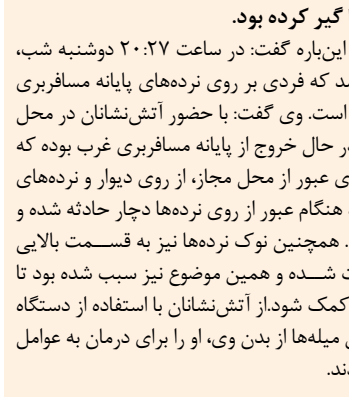 گیر کرده بود.
این‌باره گفت: در ساعت ۲۰:۲۷ دوشنبه شب،
که فردی بر روی نرده‌های پایانه مسافربری
است. وی گفت: با حضور آتش‌نشانان در محل
در حال خروج از پایانه مسافربری غرب بوده که
عبور از محل مجاز، از روی دیوار و نرده‌های
هنگام عبور از روی نرده‌ها دچار حادثه شده و
. همچنین نوک نرده‌ها نیز به قسمت بالایی
شده و همین موضوع نیز سبب شده بود تا
کمک شود.از آتش‌نشانان با استفاده از دستگاه
میله‌ها از بدن وی، او را برای درمان به عوامل
ند.